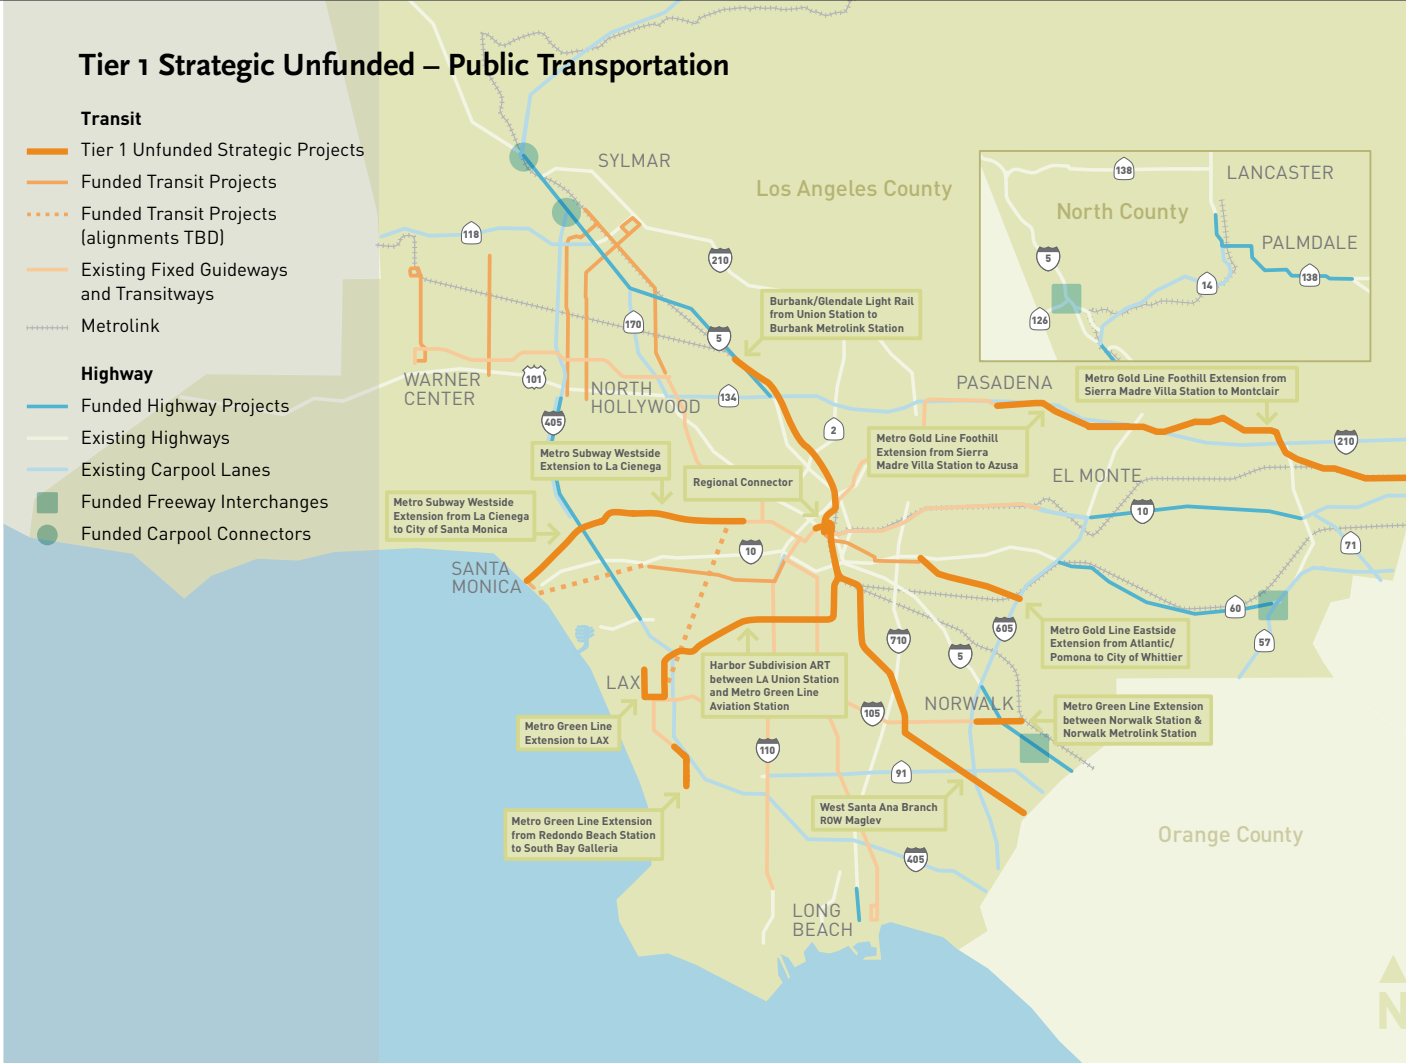 Tier 1 Strategic Unfunded – Public Transportation
Transit
Tier 1 Unfunded Strategic Projects
Funded Transit Projects
Funded Transit Projects
(alignments TBD)
Existing Fixed Guideways
and Transitways
Metrolink
Highway
Funded Highway Projects
Existing Highways
Existing Carpool Lanes
Funded Freeway Interchanges
Funded Carpool Connectors
SYLMAR
Los Angeles County
118
210
170
5
Burbank/Glendale Light Rail
from Union Station to
Burbank Metrolink Station
138
LANCASTER
North County
PALMDALE
5
14
138
126
WARNER
CENTER
101
NORTH
HOLLYWOOD
134
405
2
PASADENA
Metro Gold Line Foothill Extension from
Sierra Madre Villa Station to Montclair
210
Metro Gold Line Foothill
Extension from Sierra
Madre Villa Station to Azusa
Metro Subway Westside
Extension to La Cienega
Regional Connector
EL MONTE
Metro Subway Westside
Extension from La Cienega
to City of Santa Monica
10
10
71
SANTA
MONICA
60
57
605
710
5
Metro Gold Line Eastside
Extension from Atlantic/
Pomona to City of Whittier
LAX
Harbor Subdivision ART
between LA Union Station
and Metro Green Line
Aviation Station
NORWALK
105
Metro Green Line Extension
between Norwalk Station &
Norwalk Metrolink Station
Metro Green Line
Extension to LAX
110
91
West Santa Ana Branch
ROW Maglev
Metro Green Line Extension
from Redondo Beach Station
to South Bay Galleria
405
Orange County
LONG
BEACH
N